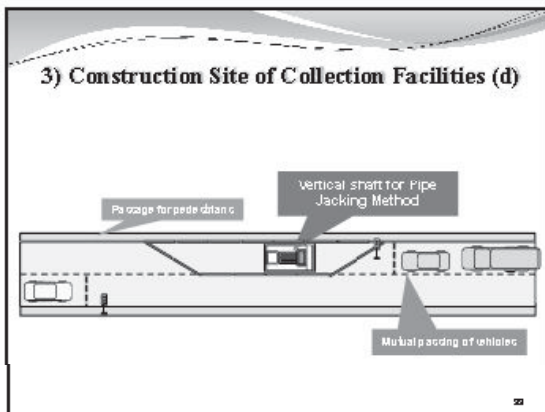 3) Construction Site of Collection Facilities (d)
Vertical shaft for Pipe
Jacking Method
Passage for pedestrians
Mutual passing of vehicles
22